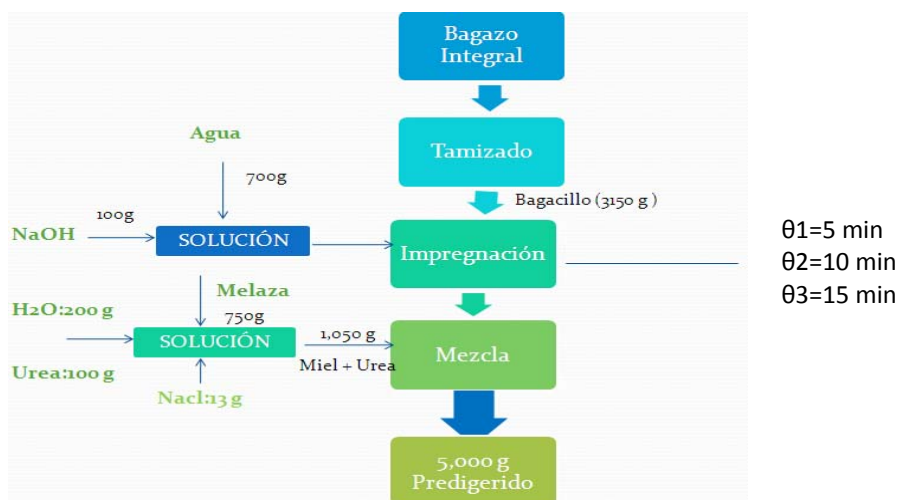 Bagazo
Integral
Agua
Tamizado
700g
Bagacillo (3150 g )
100g
NaOH
SOLUCIÓN
Impregnación
θ1=5 min
θ2=10 min
θ3=15 min
Melaza
H2O:200 g
750g
SOLUCIÓN
1,050 g
Mezcla
Miel + Urea
Urea:100 g
Nacl:13 g
5,000 g
Predigerido